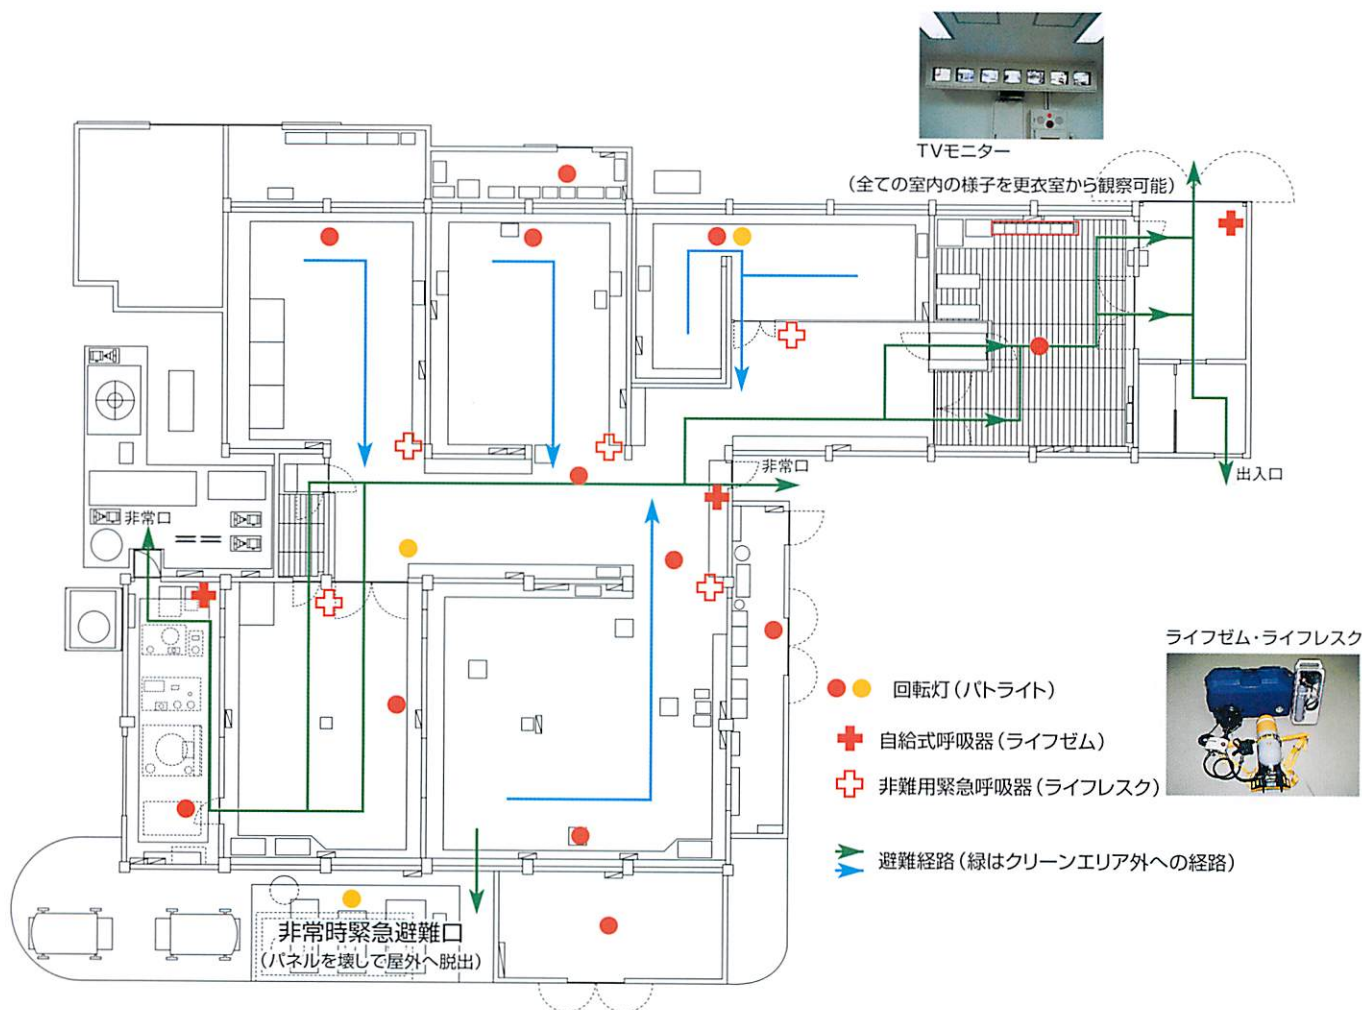 TVモニター
(全ての室内の様子を更衣室から観察可能)
非常口
出入口
非常口
ライフゼム・ライフレスク
回転灯(パトライト)
自給式呼吸器(ライフゼム)
非難用緊急呼吸器(ライフレスク)
避難経路(緑はクリーンエリア外への経路)
非常時緊急避難口
(パネルを壊して屋外へ脱出)